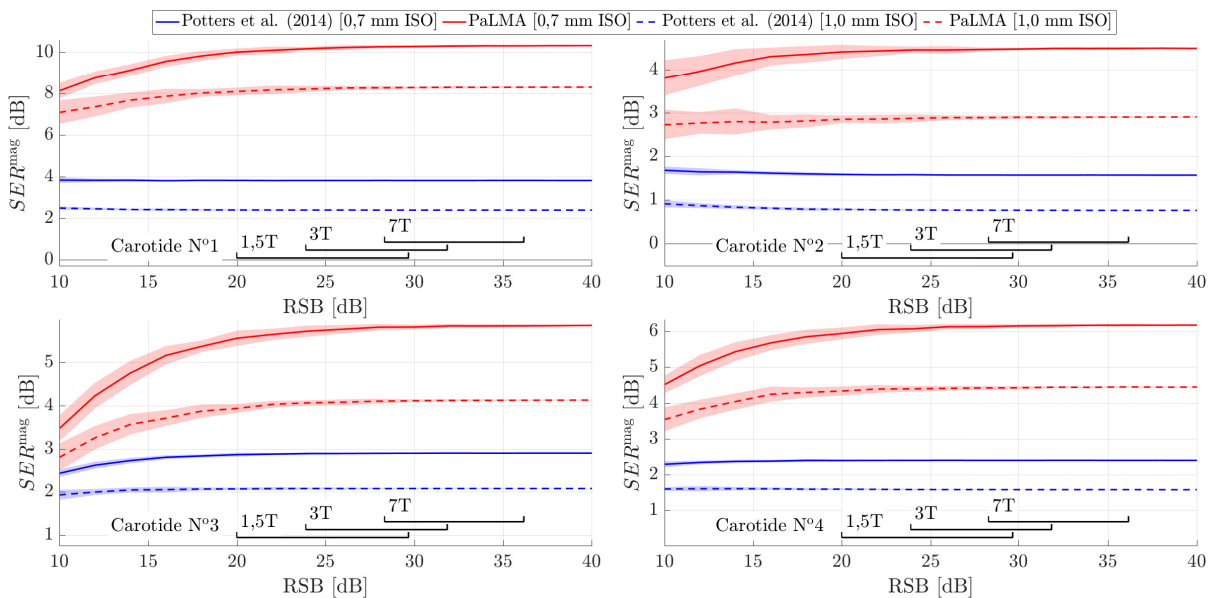 Potters et al. (2014) [0,7 mm ISO] PaLMA [0,7 mm ISO] Potters et al. (2014) [1,0 mm ISO] PaLMA [1,0 mm ISO]
SER^mag [dB]
10
8
6
4
2
0
Carotide Nº1
1,5T
3T
7T
10 15 20 25 30 35 40
RSB [dB]
SER^mag [dB]
4
3
2
1
0
Carotide Nº2
1,5T
3T
7T
10 15 20 25 30 35 40
RSB [dB]
SER^mag [dB]
5
4
3
2
1
Carotide Nº3
1,5T
3T
7T
10 15 20 25 30 35 40
RSB [dB]
SER^mag [dB]
6
5
4
3
2
1
Carotide Nº4
1,5T
3T
7T
10 15 20 25 30 35 40
RSB [dB]